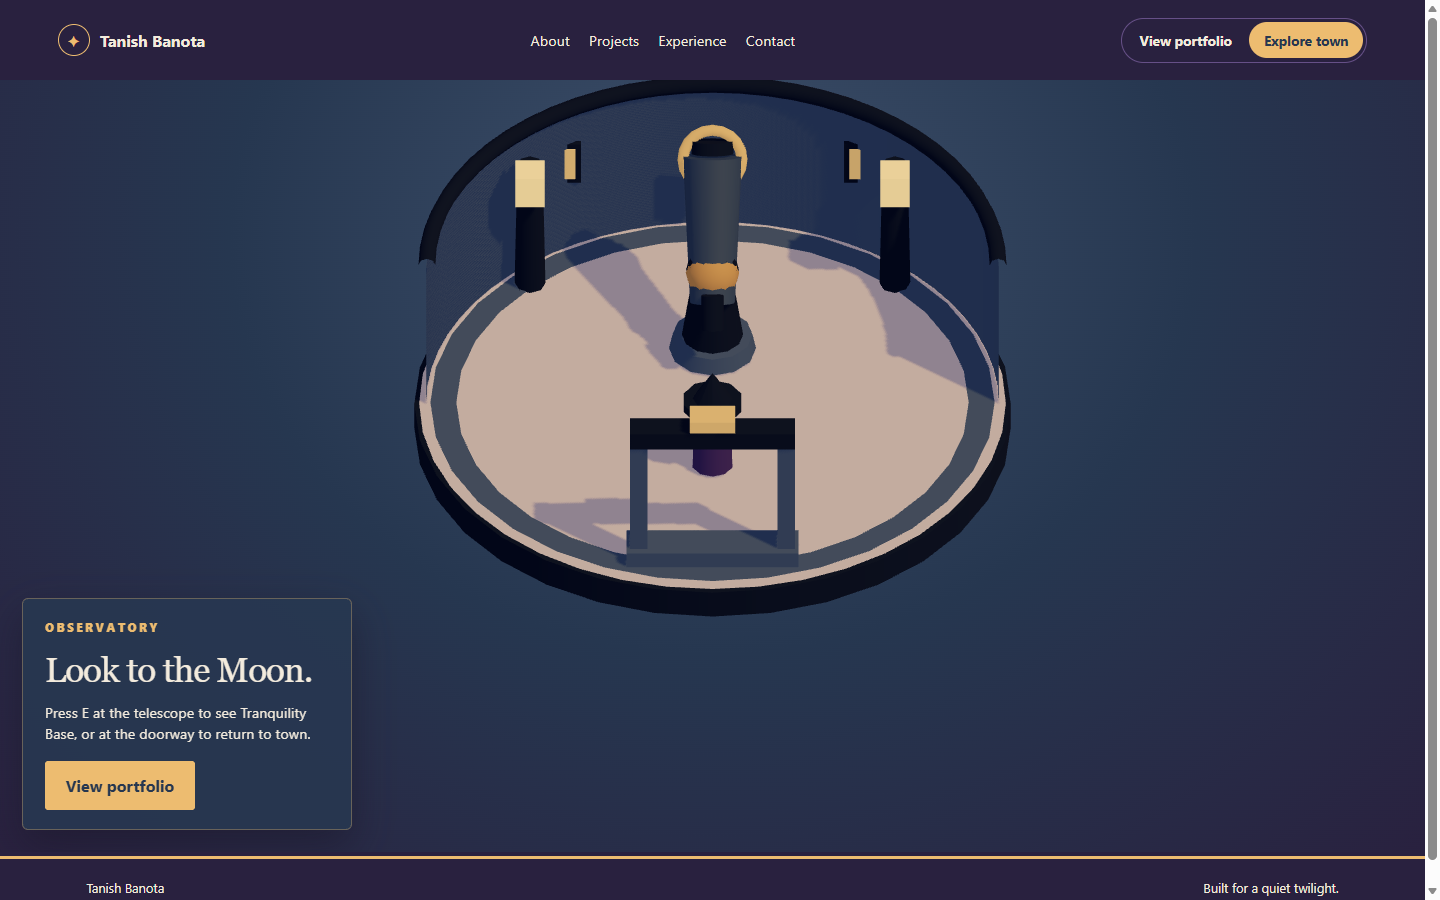 Tanish Banota
About
Projects
Experience
Contact
View portfolio
Explore town
OBSERVATORY
Look to the Moon.
Press E at the telescope to see Tranquility
Base, or at the doorway to return to town.
View portfolio
Tanish Banota
Built for a quiet twilight.